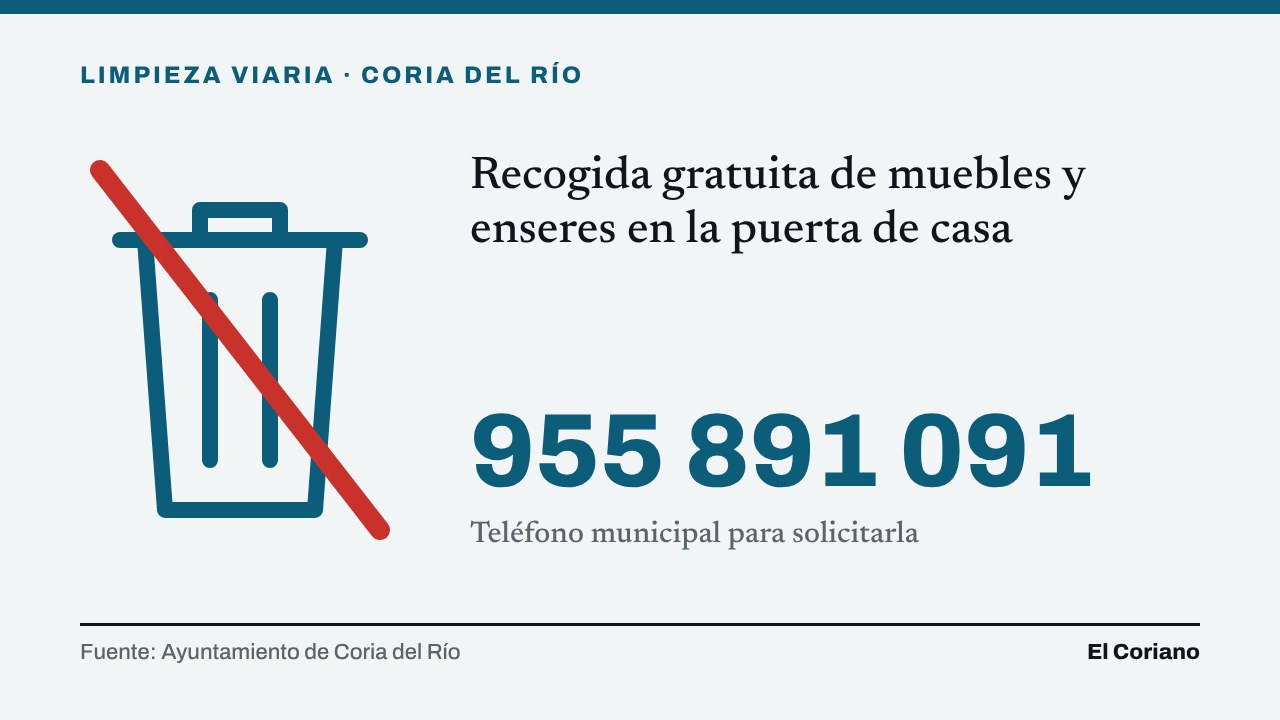 LIMPIEZA VIARIA · CORIA DEL RÍO
Recogida gratuita de muebles y
enseres en la puerta de casa
955 891 091
Teléfono municipal para solicitarla
Fuente: Ayuntamiento de Coria del Río
El Coriano